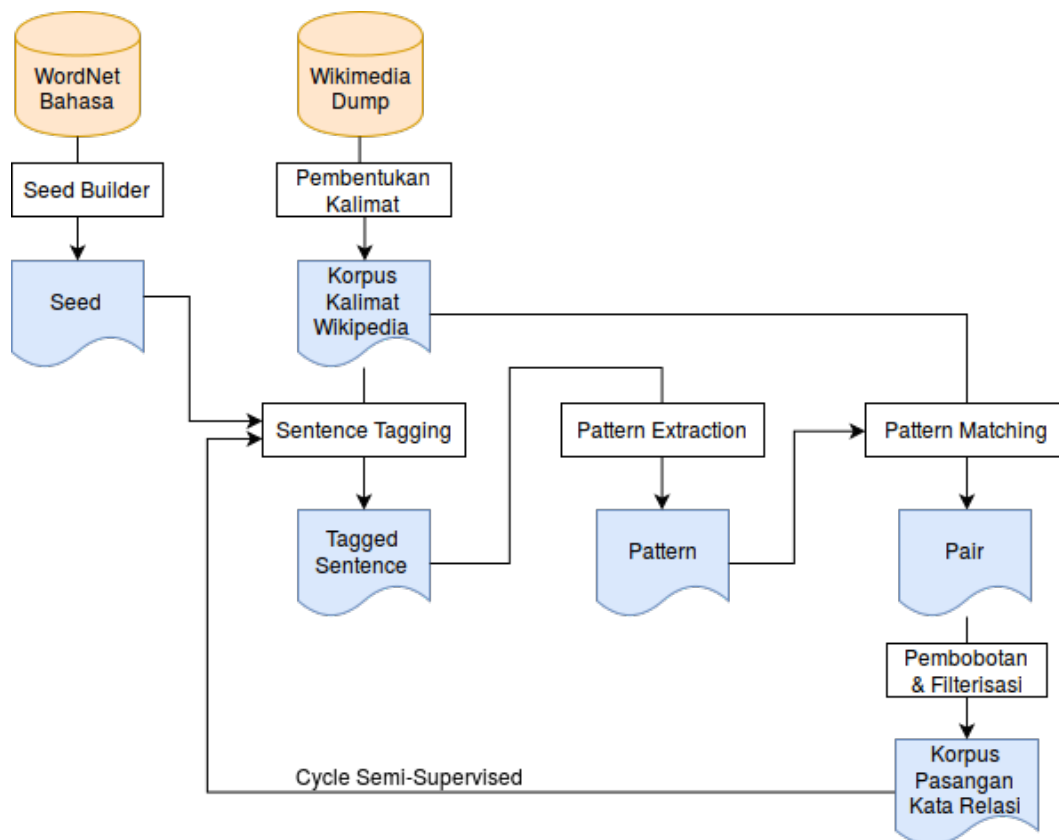 WordNet
Bahasa
Wikimedia
Dump
Seed Builder
Pembentukan
Kalimat
Seed
Korpus
Kalimat
Wikipedia
Sentence Tagging
Pattern Extraction
Pattern Matching
Tagged
Sentence
Pattern
Pair
Pembobotan
& Filterisasi
Cycle Semi-Supervised
Korpus
Pasangan
Kata Relasi